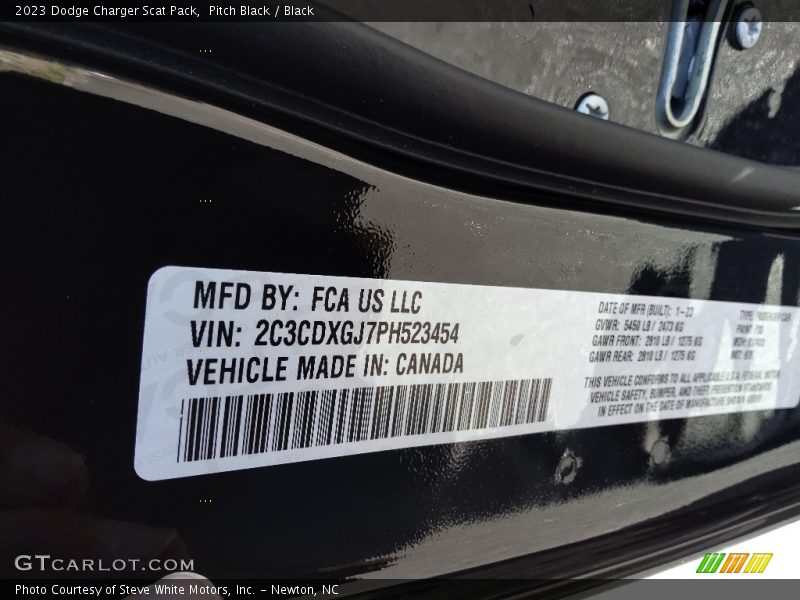 2023 Dodge Charger Scat Pack,  Pitch Black / Black
MFD BY: FCA US LLC
VIN: 2C3CDXGJ7PH523454
VEHICLE MADE IN: CANADA
DATE OF MFR (BUILT): 1-23
GVWR: 5450 LB / 2473 KG
GAWR FRONT: 2810 LB / 1275 KG
GAWR REAR: 2810 LB / 1275 KG
TYPE: PASSENGER CAR
THIS VEHICLE CONFORMS TO ALL APPLICABLE U.S.A. FEDERAL MOTOR
VEHICLE SAFETY, BUMPER, AND THEFT PREVENTION STANDARDS
IN EFFECT ON THE DATE OF MANUFACTURE SHOWN ABOVE
GTCARLOT.COM
Photo Courtesy of Steve White Motors, Inc. – Newton, NC